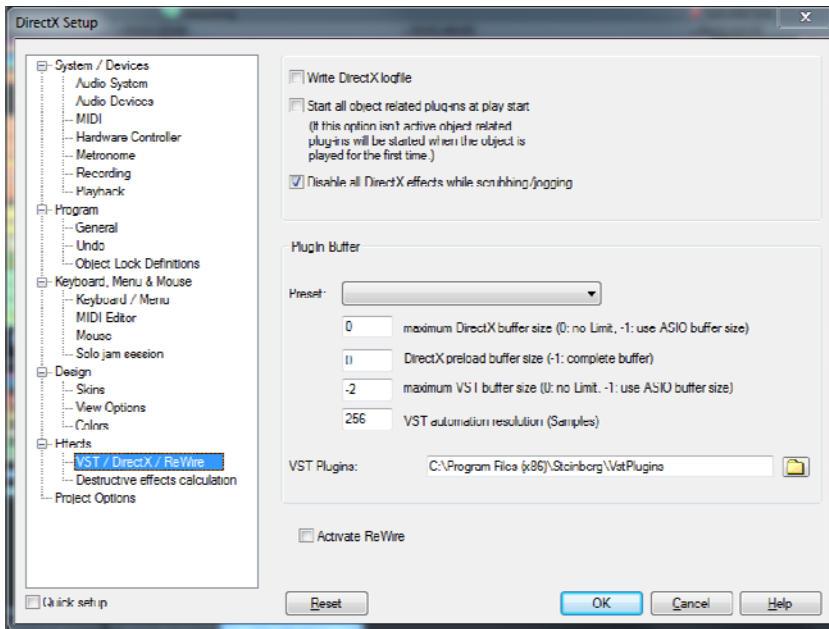 DirectX Setup
x
System / Devices
Audio System
Audio Devices
MIDI
Hardware Controller
Metronome
Recording
Playback
Program
General
Undo
Object Lock Definitions
Keyboard, Menu & Mouse
Keyboard / Menu
MIDI Editor
Mouse
Solo jam session
Design
Skins
View Options
Colors
Effects
VST / DirectX / ReWire
Destructive effects calculation
Project Options
Quick setup
Write DirectX logfile
Start all object related plug-ins at play start
(If this option isn't active object related
plug-ins will be started when the object is
played for the first time.)
Disable all DirectX effects while scrubbing/jogging
PlugIn Buffer
Preset:
0 maximum DirectX buffer size (0: no Limit, -1: use ASIO buffer size)
0 DirectX preload buffer size (-1: complete buffer)
-2 maximum VST buffer size (0: no Limit. -1: use ASIO buffer size)
256 VST automation resolution (Samples)
VST Plugins: C:\Program Files (x86)\Steinberg\VstPlugins
Activate ReWire
Reset OK Cancel Help